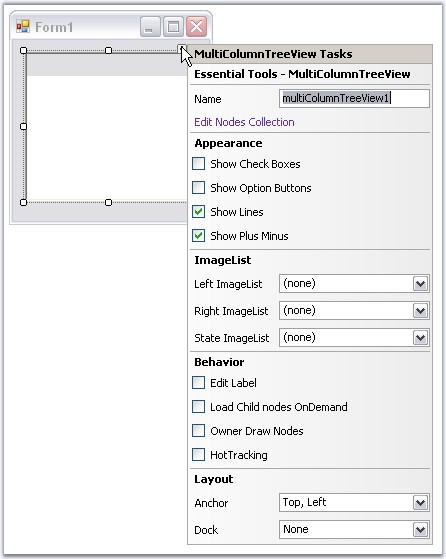 Form1
MultiColumnTreeView Tasks
Essential Tools - MultiColumnTreeView
Name multiColumnTreeView1
Edit Nodes Collection
Appearance
Show Check Boxes
Show Option Buttons
Show Lines
Show Plus Minus
ImageList
Left ImageList (none)
Right ImageList (none)
State ImageList (none)
Behavior
Edit Label
Load Child nodes OnDemand
Owner Draw Nodes
HotTracking
Layout
Anchor Top, Left
Dock None